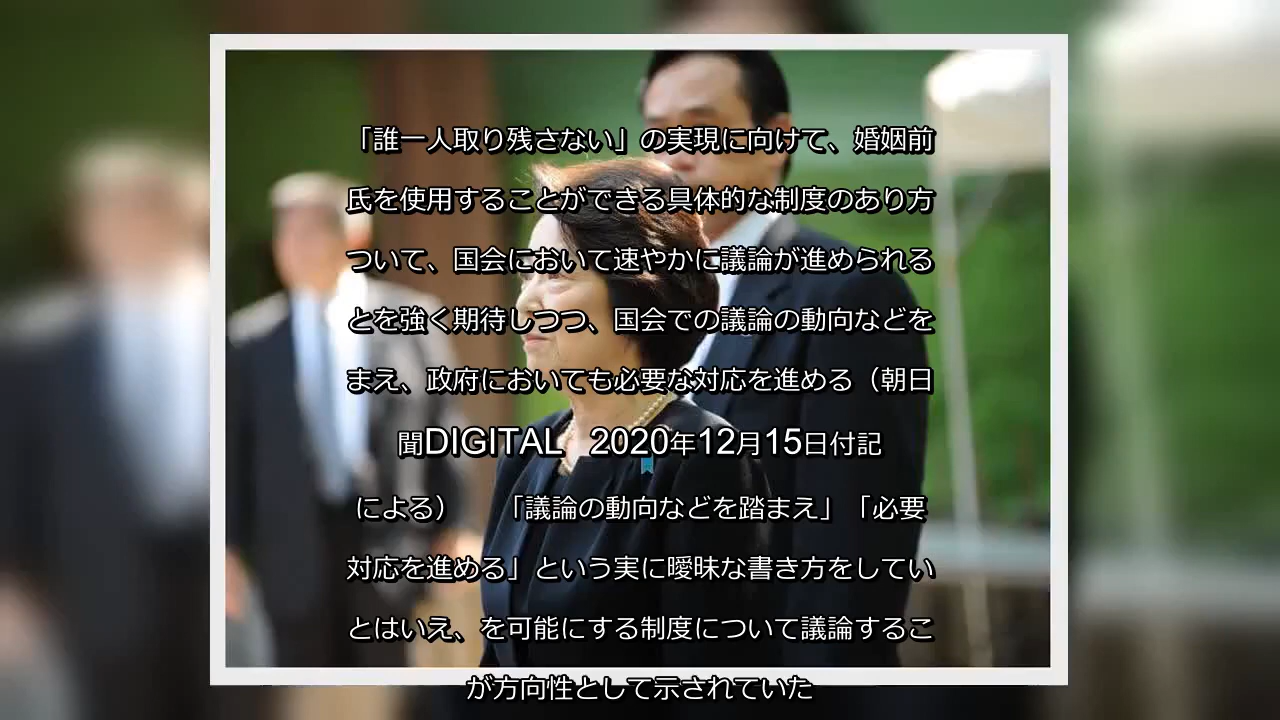 「誰一人取り残さない」の実現に向けて、婚姻前
氏を使用することができる具体的な制度のあり方
ついて、国会において速やかに議論が進められる
とを強く期待しつつ、国会での議論の動向などを
まえ、政府においても必要な対応を進める（朝日
聞DIGITAL　2020年12月15日付記
による）　　「議論の動向などを踏まえ」「必要
対応を進める」という実に曖昧な書き方をしてい
とはいえ、を可能にする制度について議論するこ
が方向性として示されていた